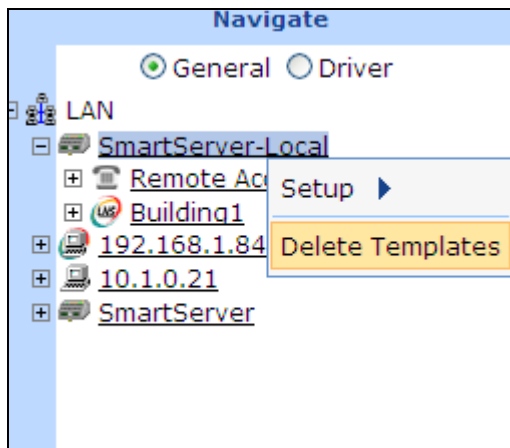 Navigate
General Driver
LAN
SmartServer-Local
Remote
Setup
Building1
192.168.1.84
Delete Templates
10.1.0.21
SmartServer